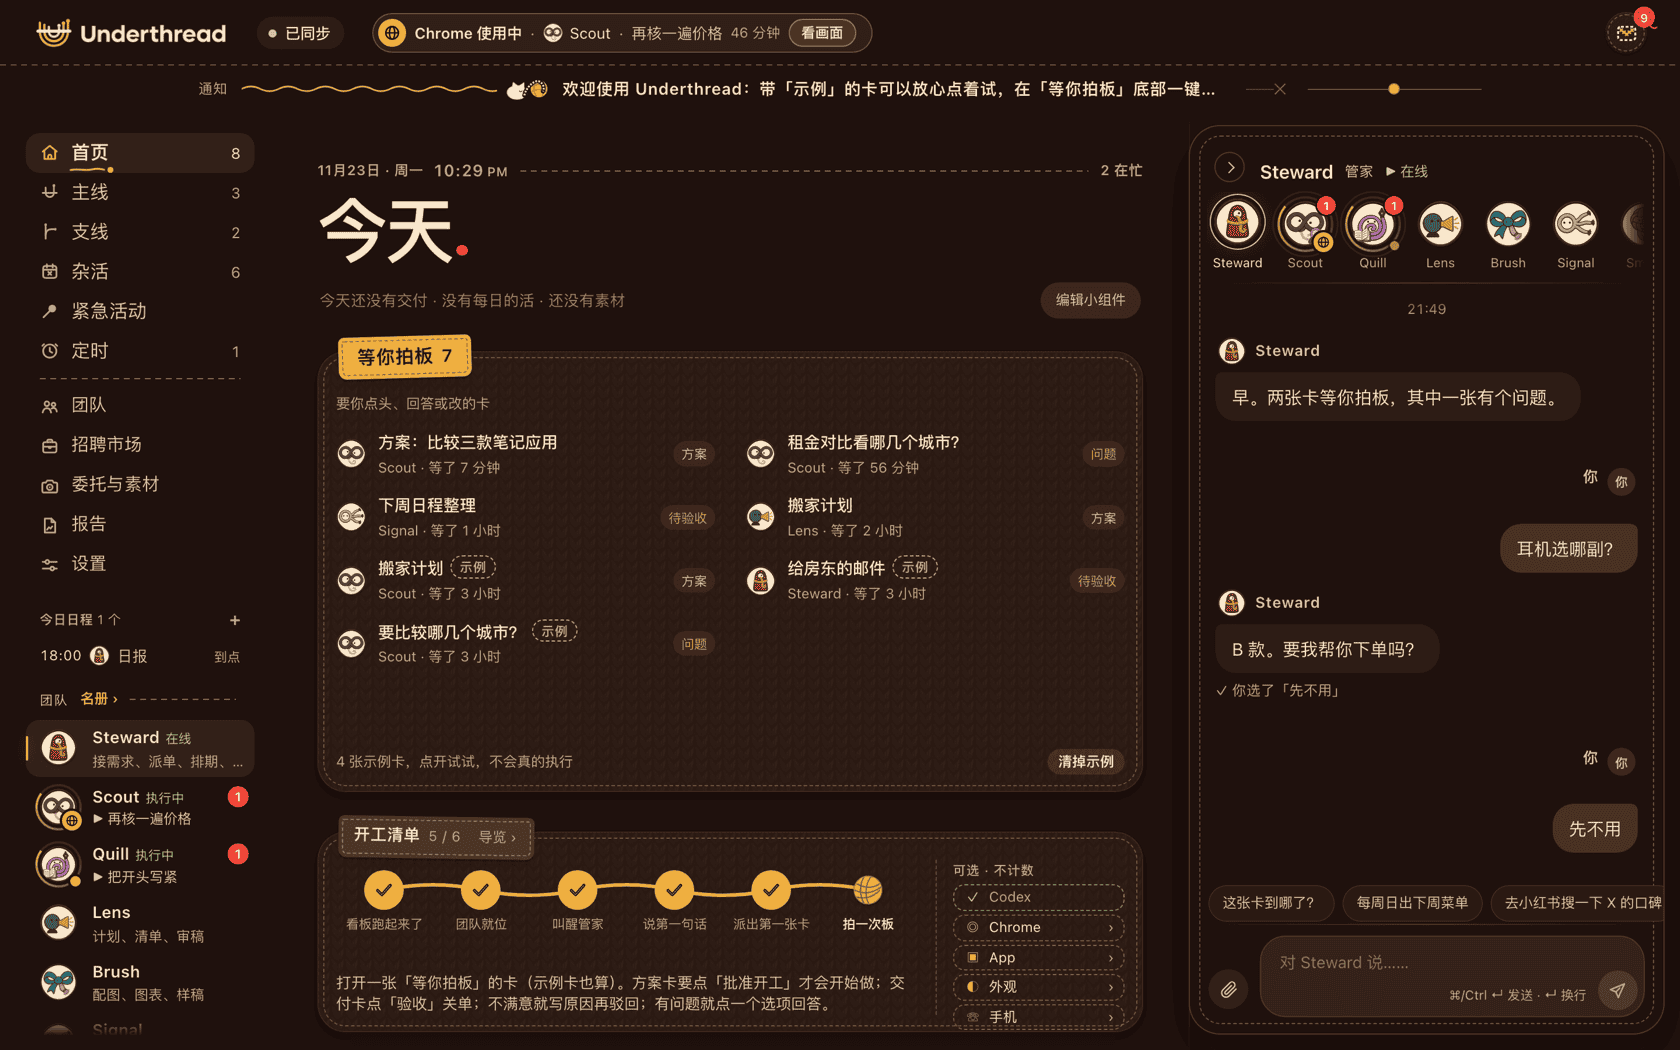 Underthread
已同步
Chrome 使用中 · Scout · 再核一遍价格 46 分钟 看画面
9
通知
欢迎使用 Underthread：带「示例」的卡可以放心点着试，在「等你拍板」底部一键...
首页 8
主线 3
支线 2
杂活 6
紧急活动
定时 1
团队
招聘市场
委托与素材
报告
设置
今日日程 1 个 +
18:00 日报 到点
团队 名册 ›
Steward 在线
接需求、派单、排期、...
Scout 执行中 1
▶ 再核一遍价格
Quill 执行中 1
▶ 把开头写紧
Lens
计划、清单、审稿
Brush
配图、图表、样稿
Signal
11月23日 · 周一 10:29 PM 2 在忙
今天
今天还没有交付 · 没有每日的活 · 还没有素材
编辑小组件
等你拍板 7
要你点头、回答或改的卡
方案：比较三款笔记应用
Scout · 等了 7 分钟
方案
租金对比看哪几个城市？
Scout · 等了 56 分钟
问题
下周日程整理
Signal · 等了 1 小时
待验收
搬家计划
Lens · 等了 2 小时
方案
搬家计划 示例
Scout · 等了 3 小时
方案
给房东的邮件 示例
Steward · 等了 3 小时
待验收
要比较哪几个城市？ 示例
Scout · 等了 3 小时
问题
4 张示例卡，点开试试，不会真的执行
清掉示例
开工清单 5 / 6 导览 ›
看板跑起来了
团队就位
叫醒管家
说第一句话
派出第一张卡
拍一次板
打开一张「等你拍板」的卡（示例卡也算）。方案卡要点「批准开工」才会开始做；交
付卡点「验收」关单；不满意就写原因再驳回；有问题就点一个选项回答。
可选 · 不计数
✓ Codex
Chrome ›
App ›
外观 ›
手机 ›
Steward 管家 ▶ 在线
1
1
Steward
Scout
Quill
Lens
Brush
Signal
21:49
Steward
早。两张卡等你拍板，其中一张有个问题。
你 你
耳机选哪副？
Steward
B 款。要我帮你下单吗？
✓ 你选了「先不用」
你 你
先不用
这张卡到哪了？
每周日出下周菜单
去小红书搜一下 X 的口碑
对 Steward 说……
⌘/Ctrl ↵ 发送 · ↵ 换行